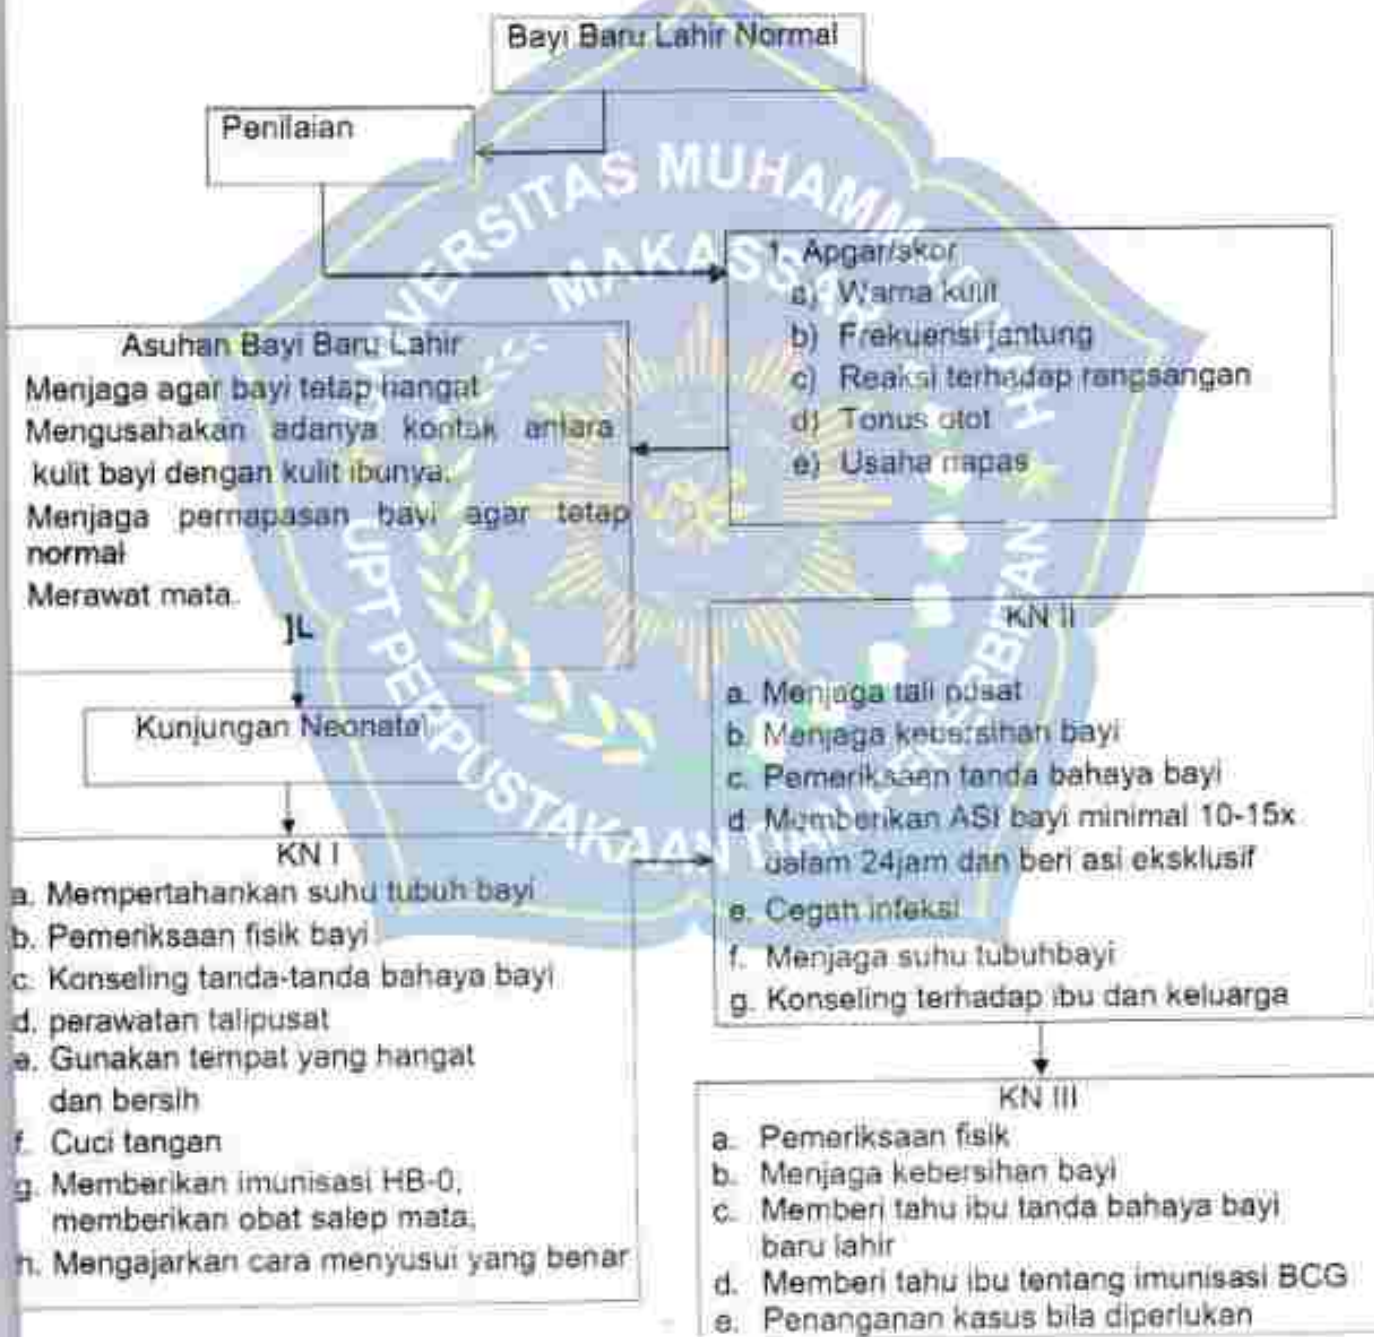 Bayi Baru Lahir Normal
Penilaian
1. Apgar/skor
a) Warna kulit
b) Frekuensi jantung
c) Reaksi terhadap rangsangan
d) Tonus otot
e) Usaha napas
Asuhan Bayi Baru Lahir
Menjaga agar bayi tetap hangat
Mengusahakan adanya kontak antara
kulit bayi dengan kulit ibunya.
Menjaga pernapasan bayi agar tetap
normal
Merawat mata.
]L
Kunjungan Neonatal
KN I
a. Mempertahankan suhu tubuh bayi
b. Pemeriksaan fisik bayi
c. Konseling tanda-tanda bahaya bayi
d. perawatan talipusat
e. Gunakan tempat yang hangat
dan bersih
f. Cuci tangan
g. Memberikan imunisasi HB-0,
memberikan obat salep mata,
h. Mengajarkan cara menyusui yang benar
KN II
a. Menjaga tali pusat
b. Menjaga kebersihan bayi
c. Pemeriksaan tanda bahaya bayi
d. Memberikan ASI bayi minimal 10-15x
dalam 24jam dan beri asi eksklusif
e. Cegah infeksi
f. Menjaga suhu tubuhbayi
g. Konseling terhadap ibu dan keluarga
KN III
a. Pemeriksaan fisik
b. Menjaga kebersihan bayi
c. Memberi tahu ibu tanda bahaya bayi
baru lahir
d. Memberi tahu ibu tentang imunisasi BCG
e. Penanganan kasus bila diperlukan
UNIVERSITAS MUHAMMADIYAH
MAKASSAR
UPT PERPUSTAKAAN DAN PENERBITAN